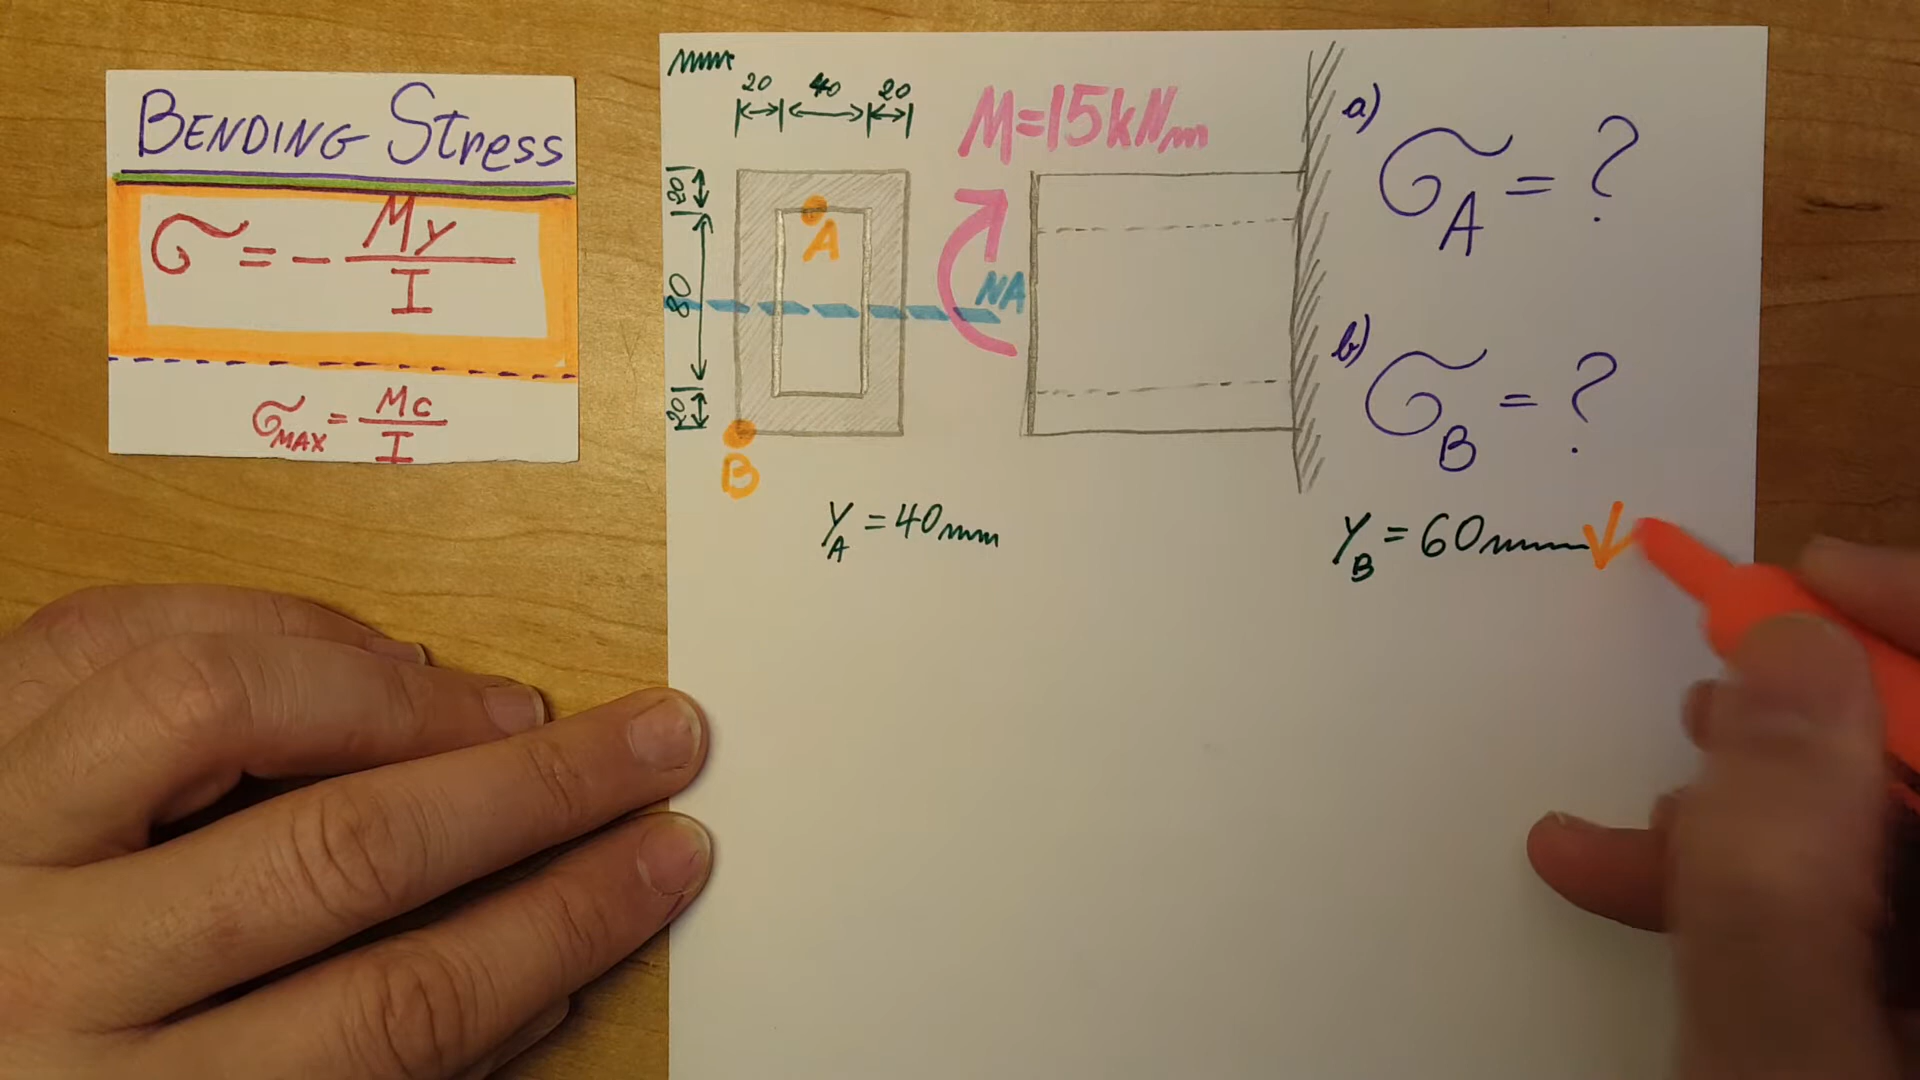 BENDING Stress
σ = - My / I
σMAX = Mc / I
mm
20 40 20
20
80
20
A
B
NA
M=15kNm
a)
σA = ?
b)
σB = ?
yA = 40mm
yB = 60mm↓